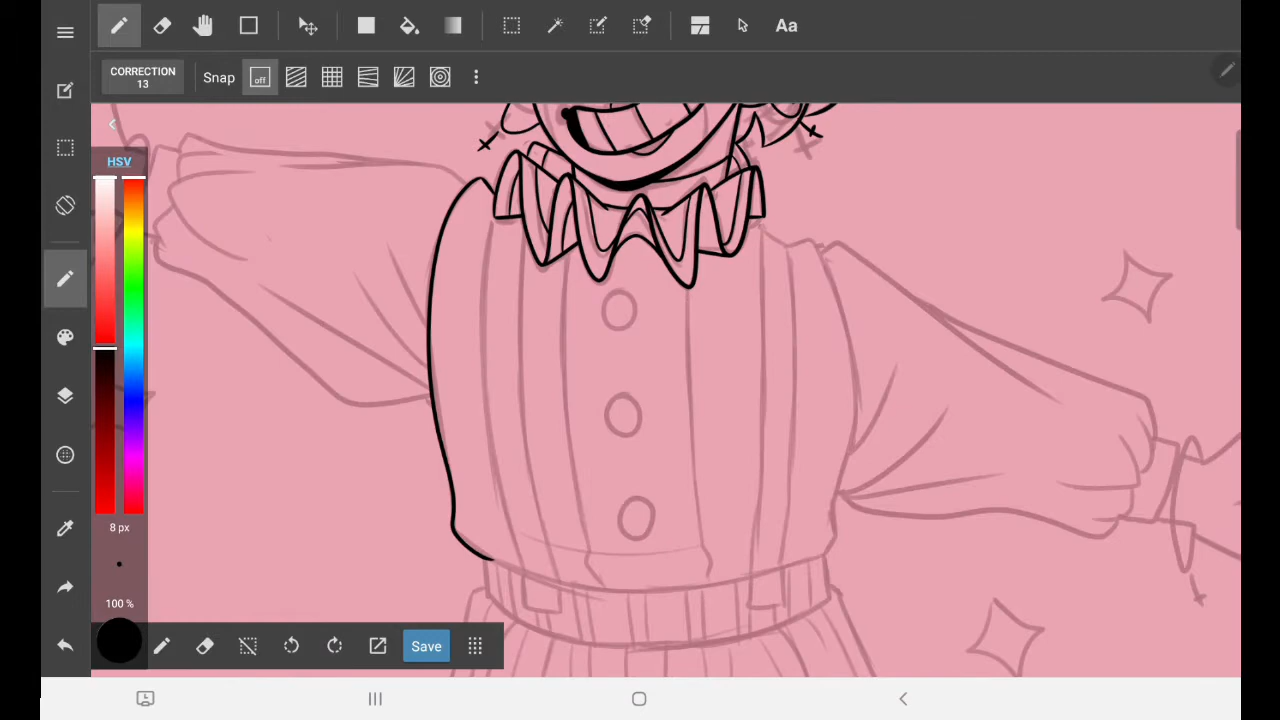 Aa
CORRECTION
13
Snap
off
HSV
8 px
100 %
Save